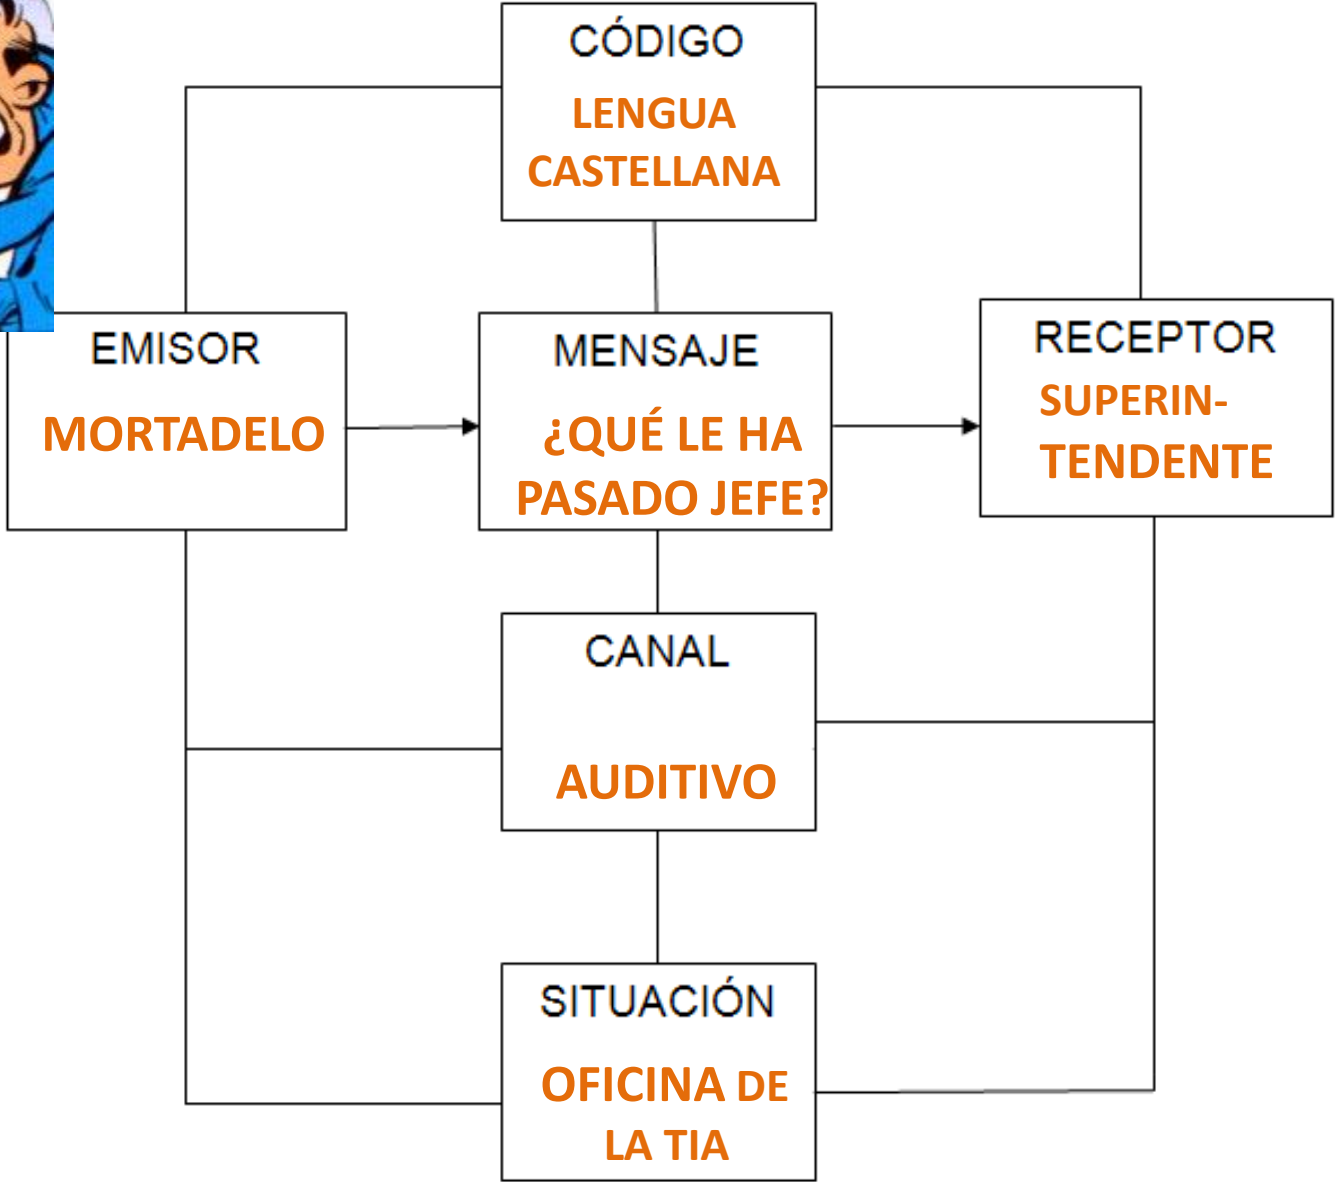 CÓDIGO
LENGUA
CASTELLANA
EMISOR
MORTADELO
MENSAJE
¿QUÉ LE HA
PASADO JEFE?
RECEPTOR
SUPERIN-
TENDENTE
CANAL
AUDITIVO
SITUACIÓN
OFICINA DE
LA TIA